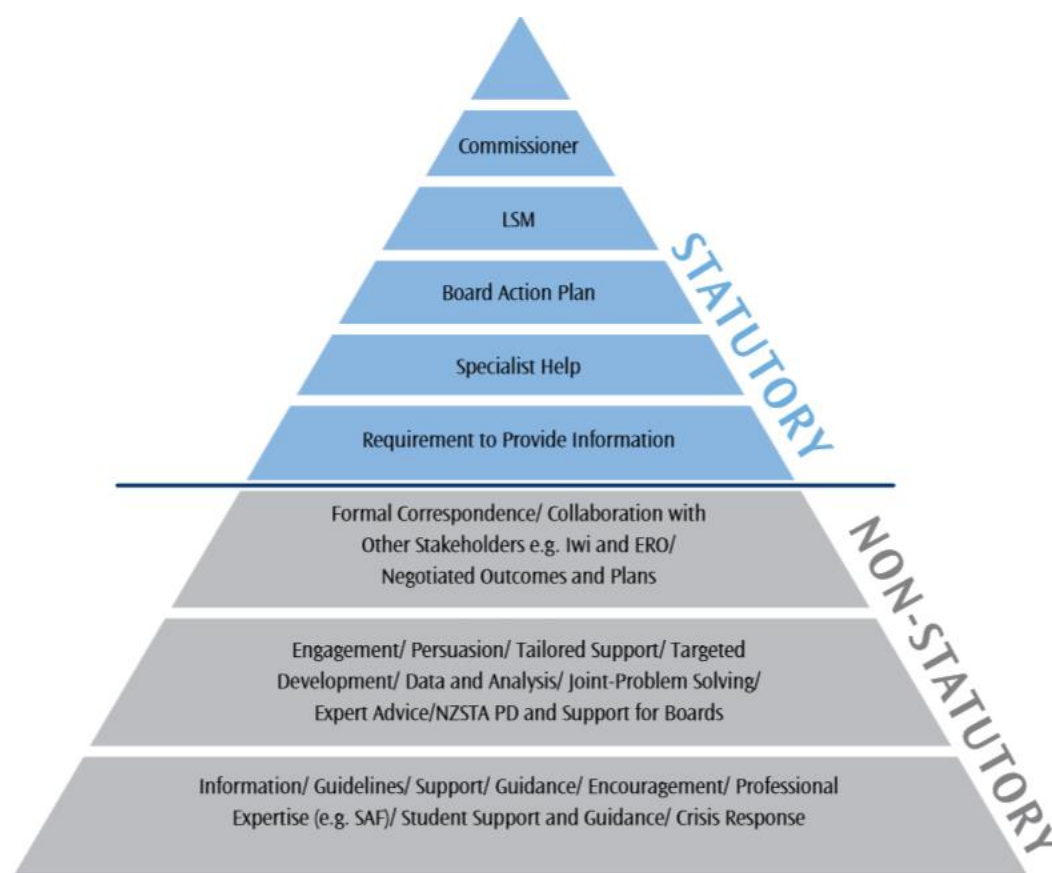 Commissioner
LSM
Board Action Plan
Specialist Help
Requirement to Provide Information
STATUTORY
Formal Correspondence/ Collaboration with
Other Stakeholders e.g. Iwi and ERO/
Negotiated Outcomes and Plans
Engagement/ Persuasion/ Tailored Support/ Targeted
Development/ Data and Analysis/ Joint-Problem Solving/
Expert Advice/NZSTA PD and Support for Boards
Information/ Guidelines/ Support/ Guidance/ Encouragement/ Professional
Expertise (e.g. SAF)/ Student Support and Guidance/ Crisis Response
NON-STATUTORY